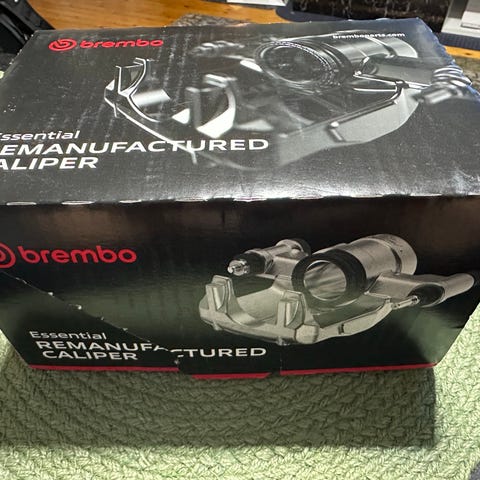 brembo
bremboparts.com
Essential
REMANUFACTURED
CALIPER
brembo
Essential
REMANUFACTURED
CALIPER